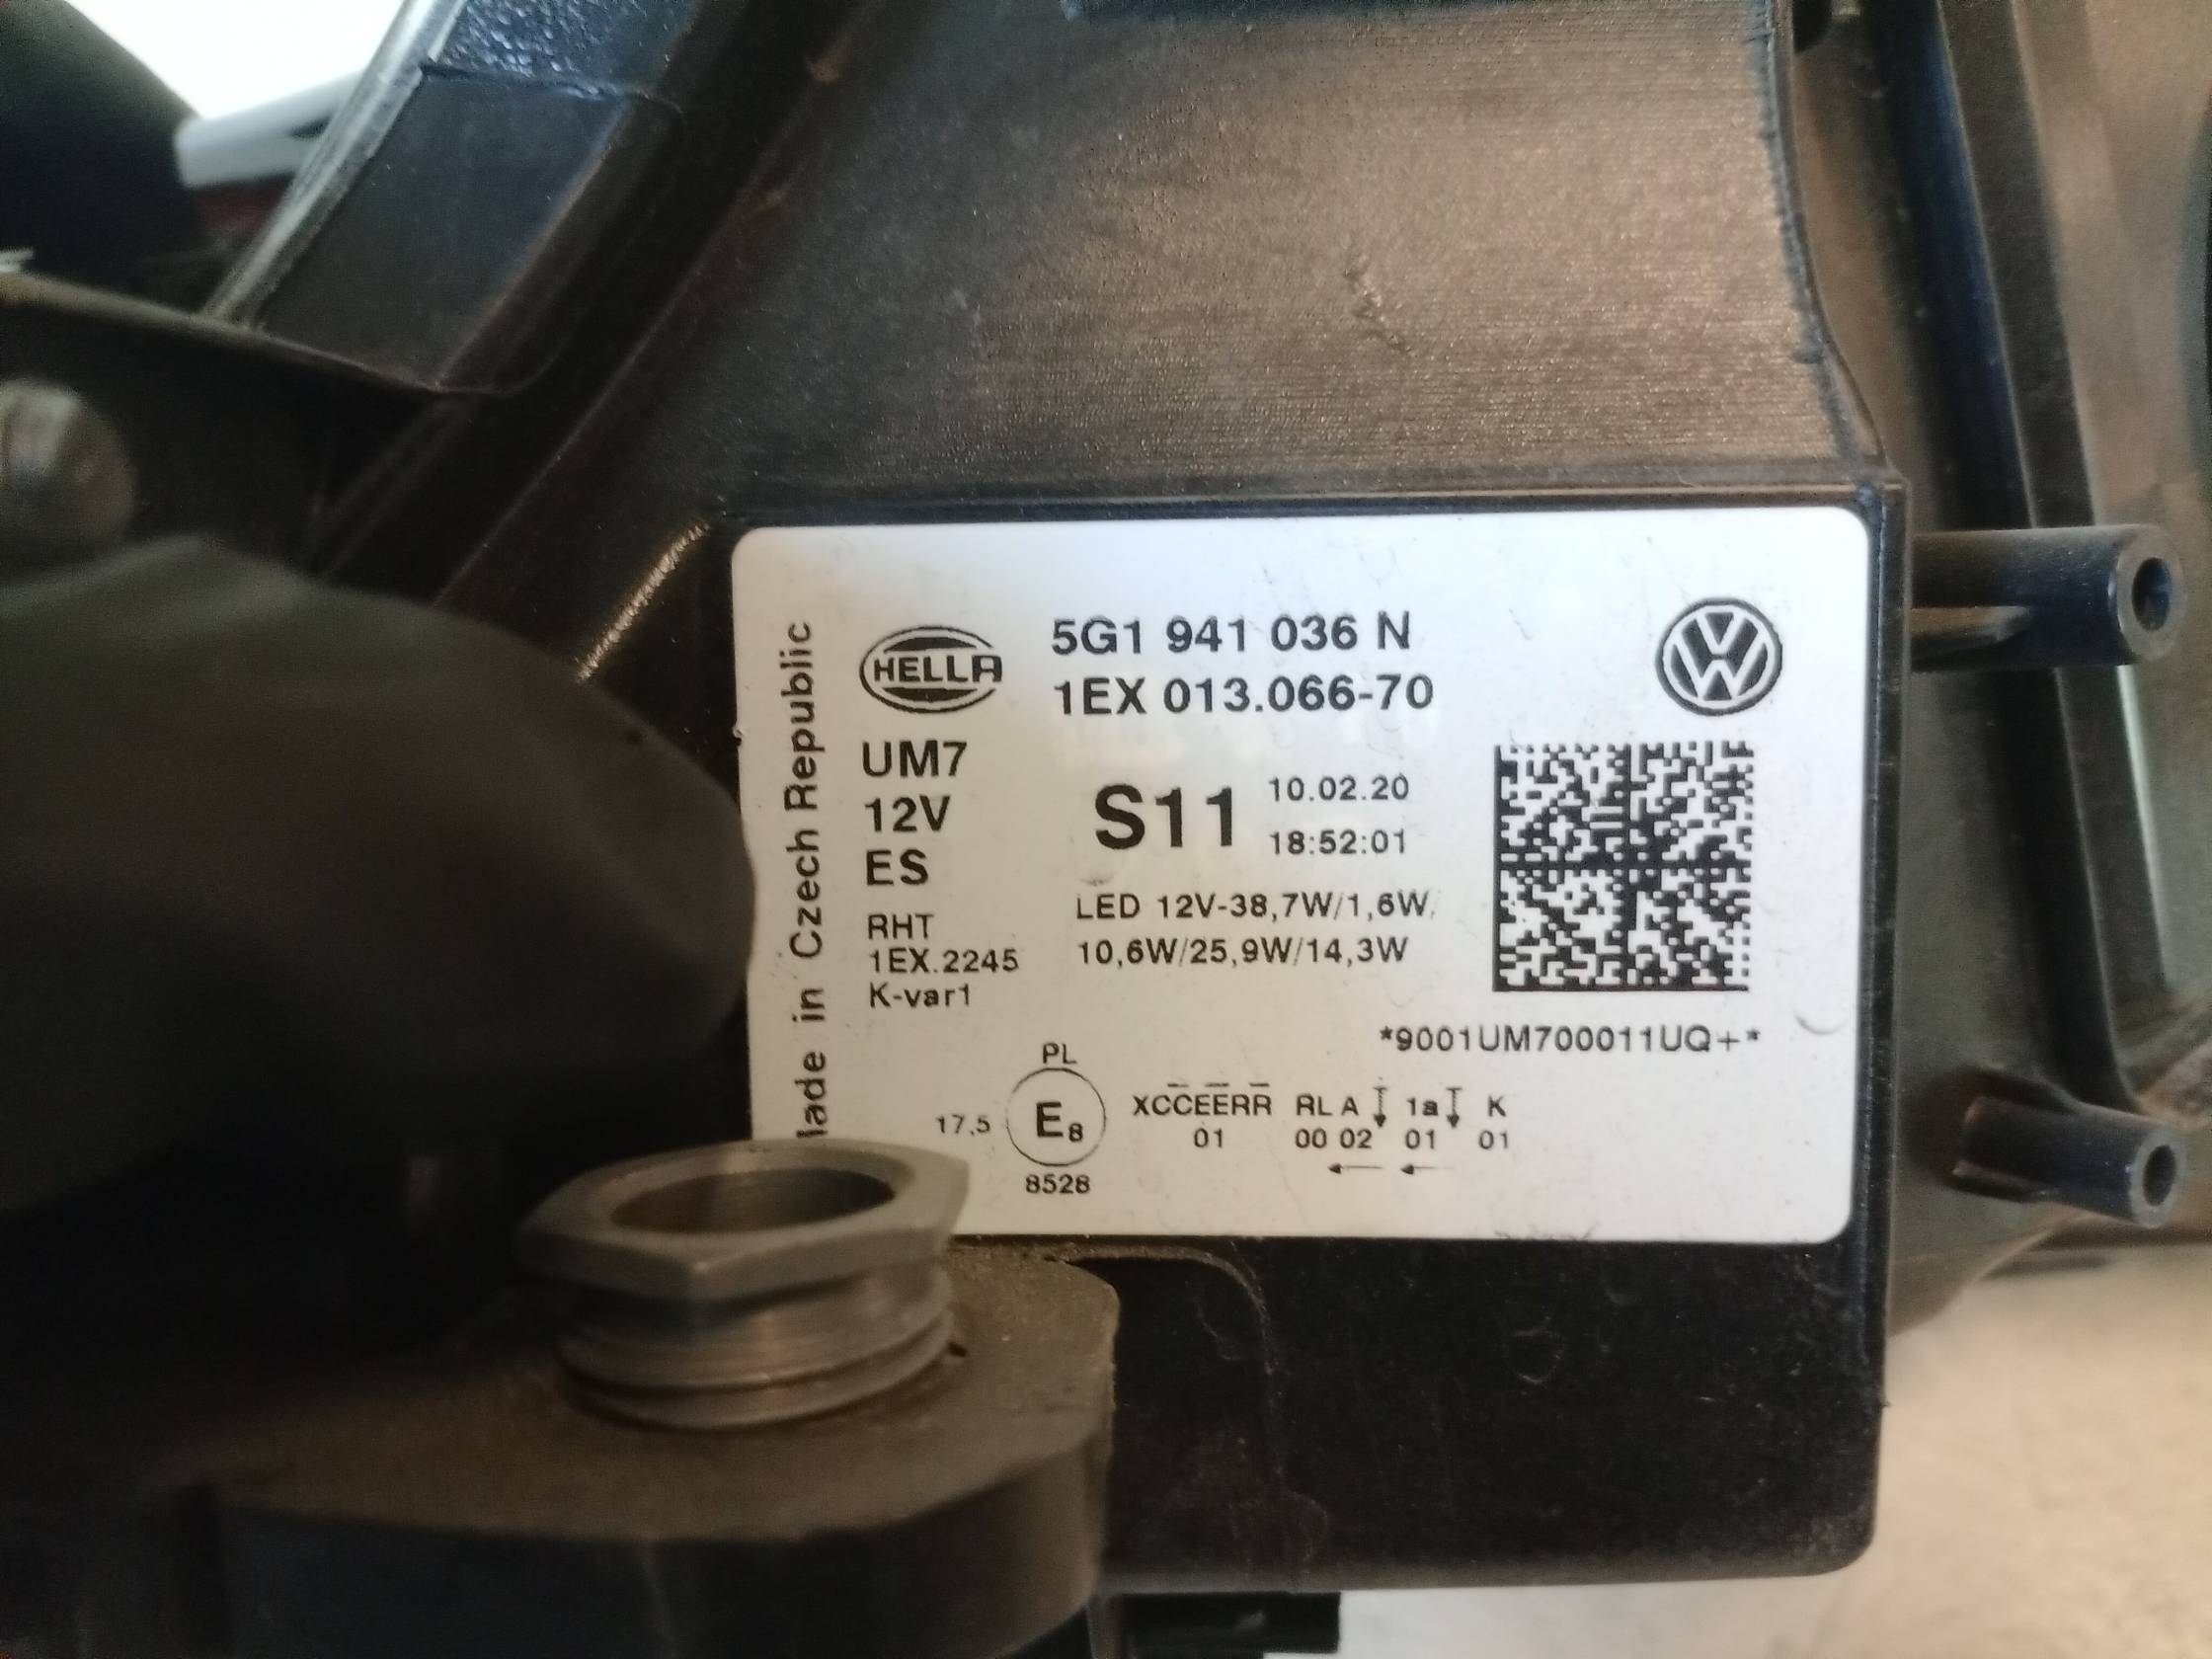 HELLA
5G1 941 036 N
1EX 013.066-70
UM7
12V
ES
S11
10.02.20
18:52:01
RHT
1EX.2245
K-var1
LED 12V-38,7W/1,6W
10,6W/25,9W/14,3W
*9001UM700011UQ+*
PL
17,5
E8
8528
XCCEERR RL A 1a K
01 00 02 01 01
in Czech Republic